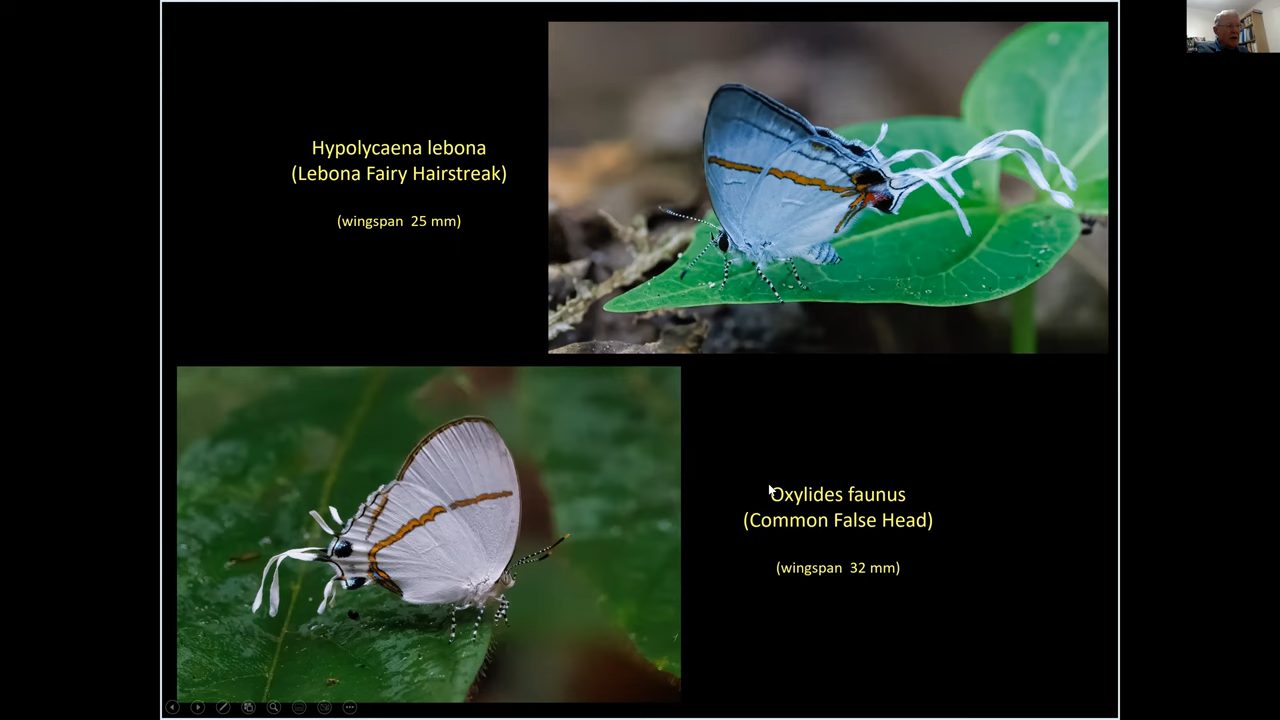 Hypolycaena lebona
(Lebona Fairy Hairstreak)
(wingspan 25 mm)
Oxylides faunus
(Common False Head)
(wingspan 32 mm)